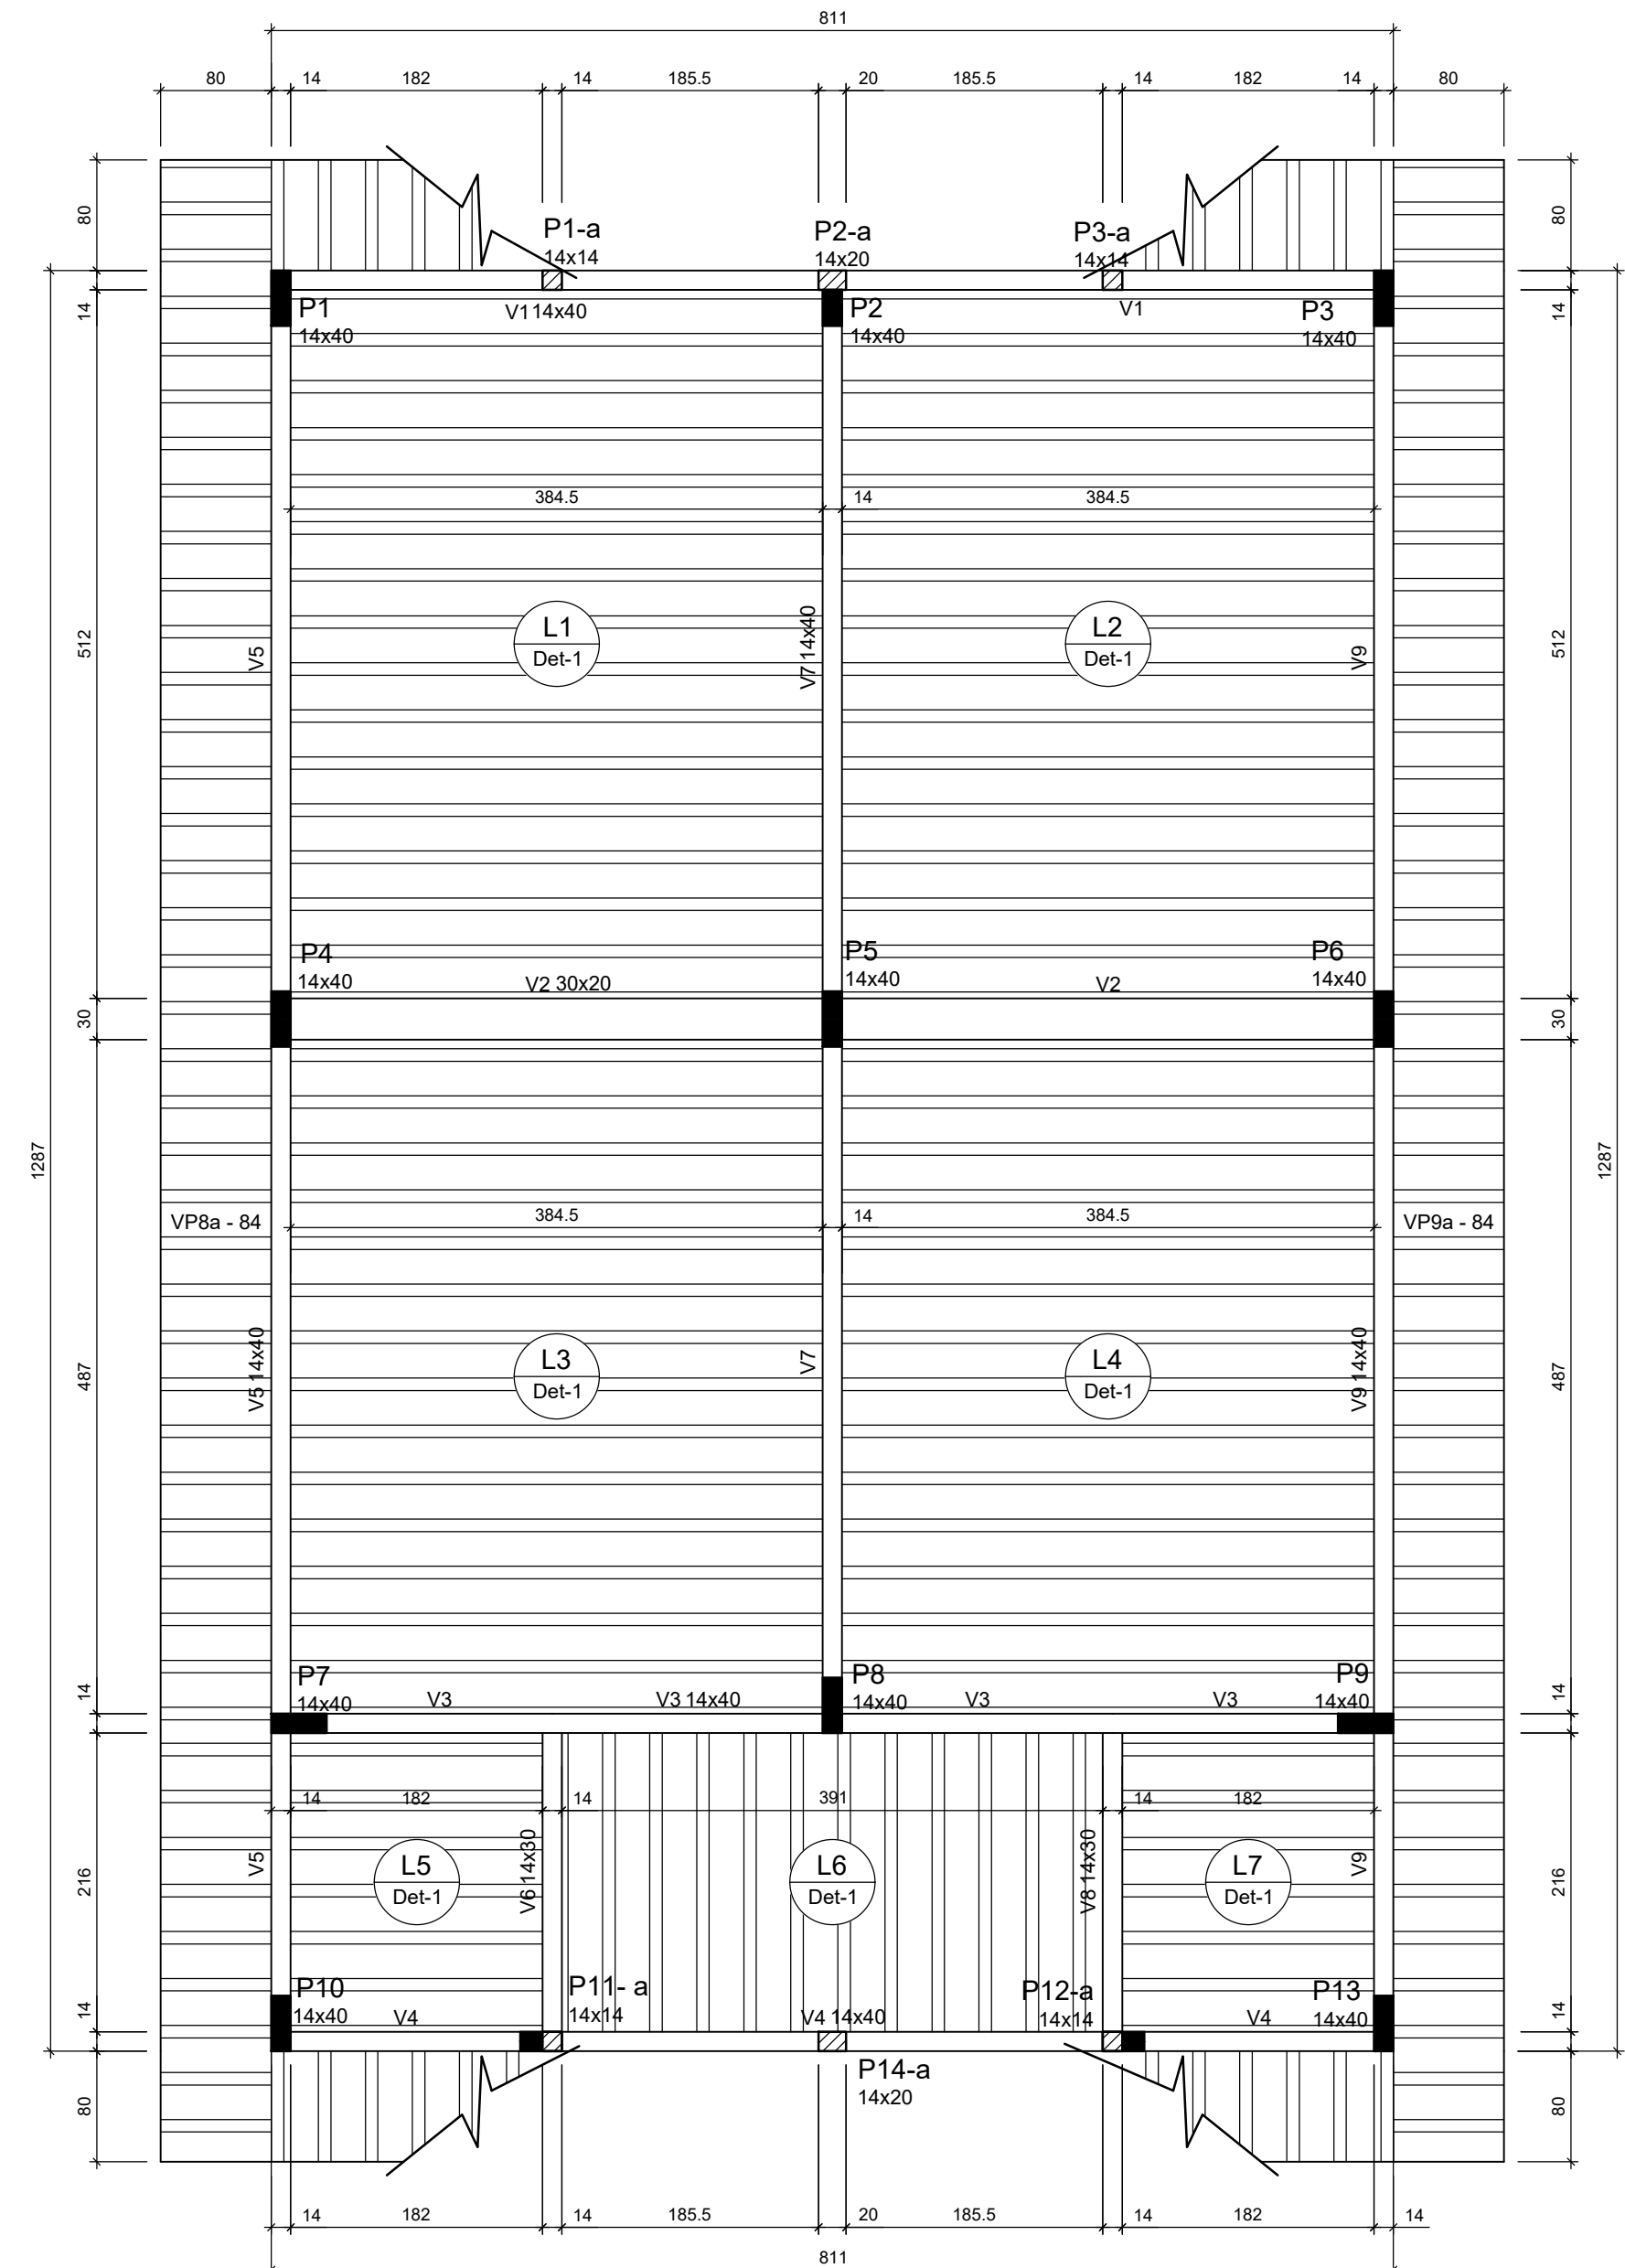 811
80 14 182 14 185.5 20 185.5 14 182 14 80
80 80
P1-a P2-a P3-a
14x14 14x20 14x14
14 14
P1 V1 14x40 P2 V1 P3
14x40 14x40 14x40
384.5 14 384.5
512 V5 L1 V7 14x40 L2 V9 512
Det-1 Det-1
P4 P5 P6
14x40 V2 30x20 14x40 V2 14x40
30 30
1287 1287
VP8a - 84 384.5 14 384.5 VP9a - 84
487 V5 14x40 L3 V7 L4 V9 14x40 487
Det-1 Det-1
P7 P8 P9
14 14x40 V3 V3 14x40 14x40 V3 V3 14x40 14
14 182 14 391 14 182
216 V5 L5 V6 14x30 L6 V8 14x30 L7 V9 216
Det-1 Det-1 Det-1
P10 P11- a P12-a P13
14 14x40 V4 14x14 V4 14x40 14x14 V4 14x40 14
P14-a
14x20
80 80
14 182 14 185.5 20 185.5 14 182 14
811